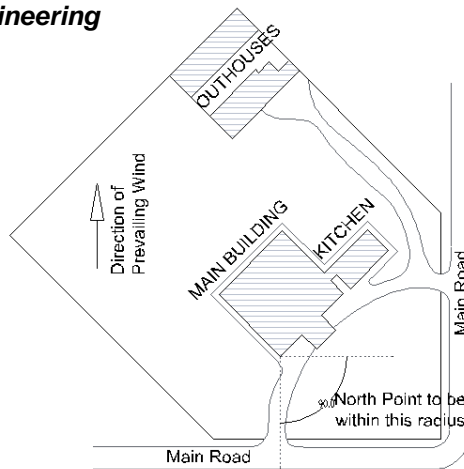 ineering
OUTHOUSES
Direction of
Prevailing Wind
MAIN BUILDING
KITCHEN
Main Road
90.0
North Point to be
within this radius
Main Road